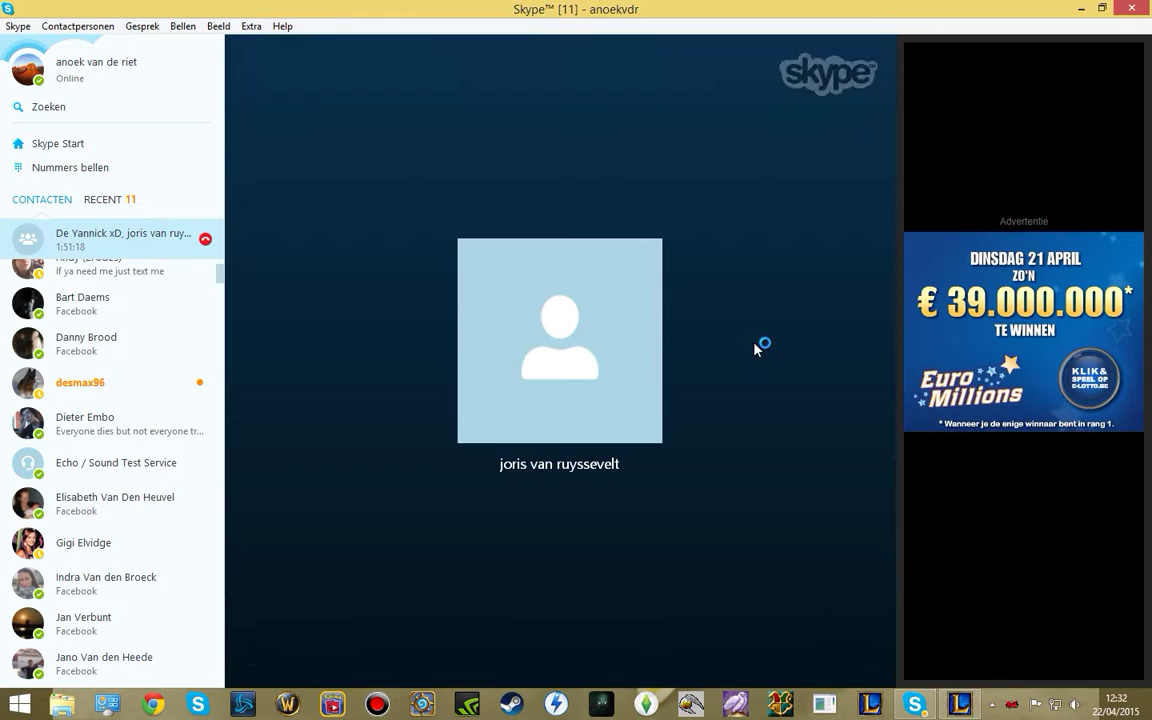 Skype™ [11] - anoekvdr
Skype Contactpersonen Gesprek Bellen Beeld Extra Help
anoek van de riet
Online
Zoeken
Skype Start
Nummers bellen
CONTACTEN RECENT 11
De Yannick xD, joris van ruy...
1:51:18
If ya need me just text me
Bart Daems
Facebook
Danny Brood
Facebook
desmax96
Dieter Embo
Everyone dies but not everyone tr...
Echo / Sound Test Service
Elisabeth Van Den Heuvel
Facebook
Gigi Elvidge
Indra Van den Broeck
Facebook
Jan Verbunt
Facebook
Jano Van den Heede
Facebook
skype
joris van ruyssevelt
Advertentie
DINSDAG 21 APRIL
ZO'N
€ 39.000.000*
TE WINNEN
Euro
Millions
KLIK&
SPEEL OP
E-LOTTO.BE
* Wanneer je de enige winnaar bent in rang 1.
12:32
22/04/2015